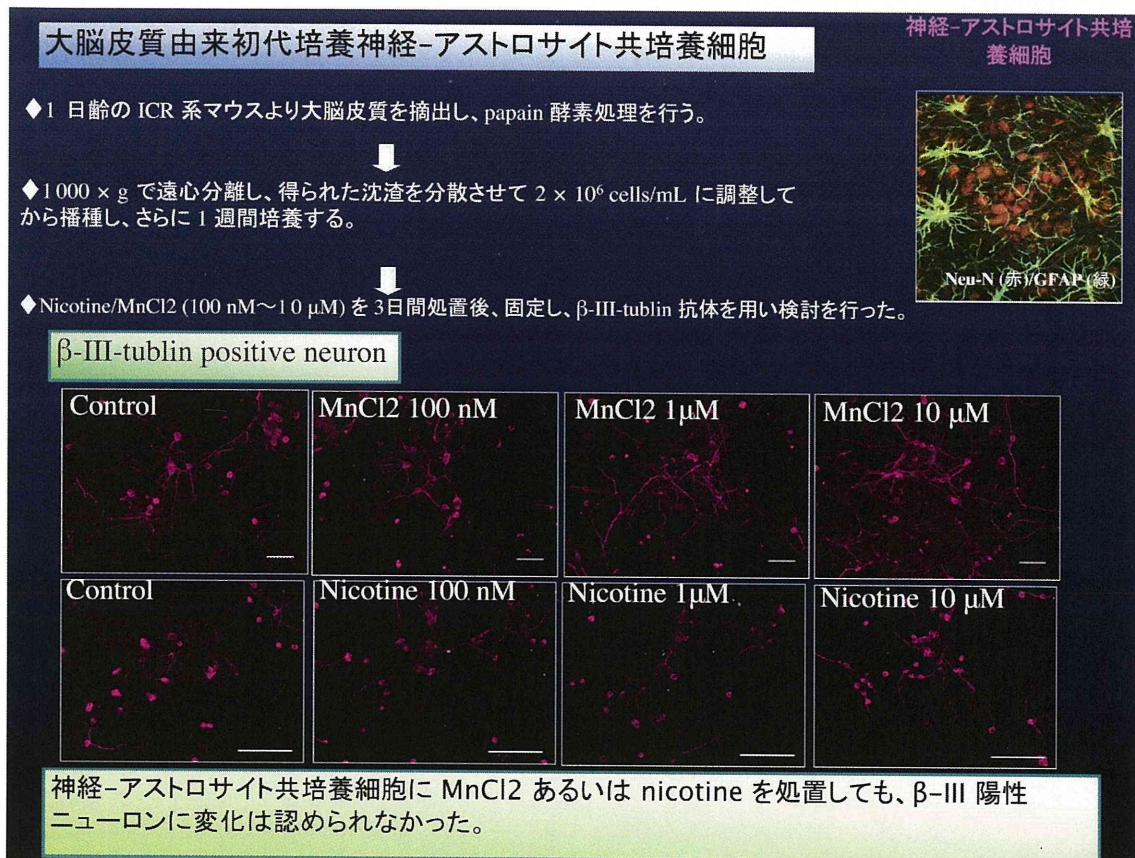 大脳皮質由来初代培養神経–アストロサイト共培養細胞
神経–アストロサイト共培
養細胞
◆1 日齢の ICR 系マウスより大脳皮質を摘出し、papain 酵素処理を行う。
◆1000 × g で遠心分離し、得られた沈渣を分散させて 2 × 10⁶ cells/mL に調整して
から播種し、さらに 1 週間培養する。
Neu-N (赤)/GFAP (緑)
◆Nicotine/MnCl2 (100 nM～10 μM) を 3日間処置後、固定し、β-III-tublin 抗体を用い検討を行った。
β-III-tublin positive neuron
Control
MnCl2 100 nM
MnCl2 1μM
MnCl2 10 μM
Control
Nicotine 100 nM
Nicotine 1μM
Nicotine 10 μM
神経–アストロサイト共培養細胞に MnCl2 あるいは nicotine を処置しても、β–III 陽性
ニューロンに変化は認められなかった。